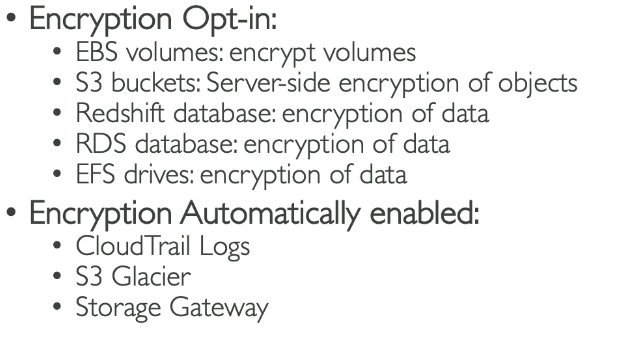 • Encryption Opt-in:
• EBS volumes: encrypt volumes
• S3 buckets: Server-side encryption of objects
• Redshift database: encryption of data
• RDS database: encryption of data
• EFS drives: encryption of data
• Encryption Automatically enabled:
• CloudTrail Logs
• S3 Glacier
• Storage Gateway